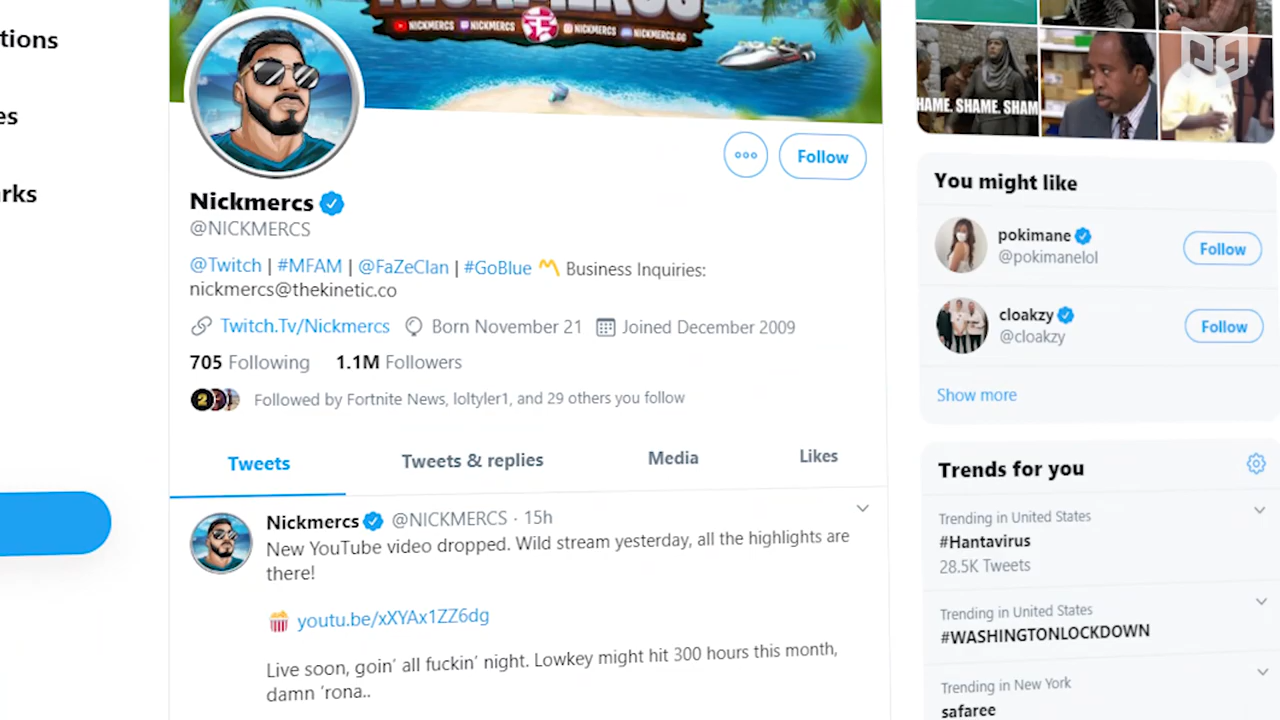 tions
es
rks
NICKMERCS
NICKMERCS
NICKMERCS
NICKMERCS.GG
Follow
Nickmercs
@NICKMERCS
@Twitch | #MFAM | @FaZeClan | #GoBlue 〽️ Business Inquiries:
nickmercs@thekinetic.co
Twitch.Tv/Nickmercs Born November 21 Joined December 2009
705 Following 1.1M Followers
Followed by Fortnite News, loltyler1, and 29 others you follow
Tweets Tweets & replies Media Likes
Nickmercs @NICKMERCS · 15h
New YouTube video dropped. Wild stream yesterday, all the highlights are
there!
🍿 youtu.be/xXYAx1ZZ6dg
Live soon, goin' all fuckin' night. Lowkey might hit 300 hours this month,
damn 'rona..
HAME. SHAME. SHAM
You might like
pokimane
@pokimanelol
Follow
cloakzy
@cloakzy
Follow
Show more
Trends for you
Trending in United States
#Hantavirus
28.5K Tweets
Trending in United States
#WASHINGTONLOCKDOWN
Trending in New York
safaree